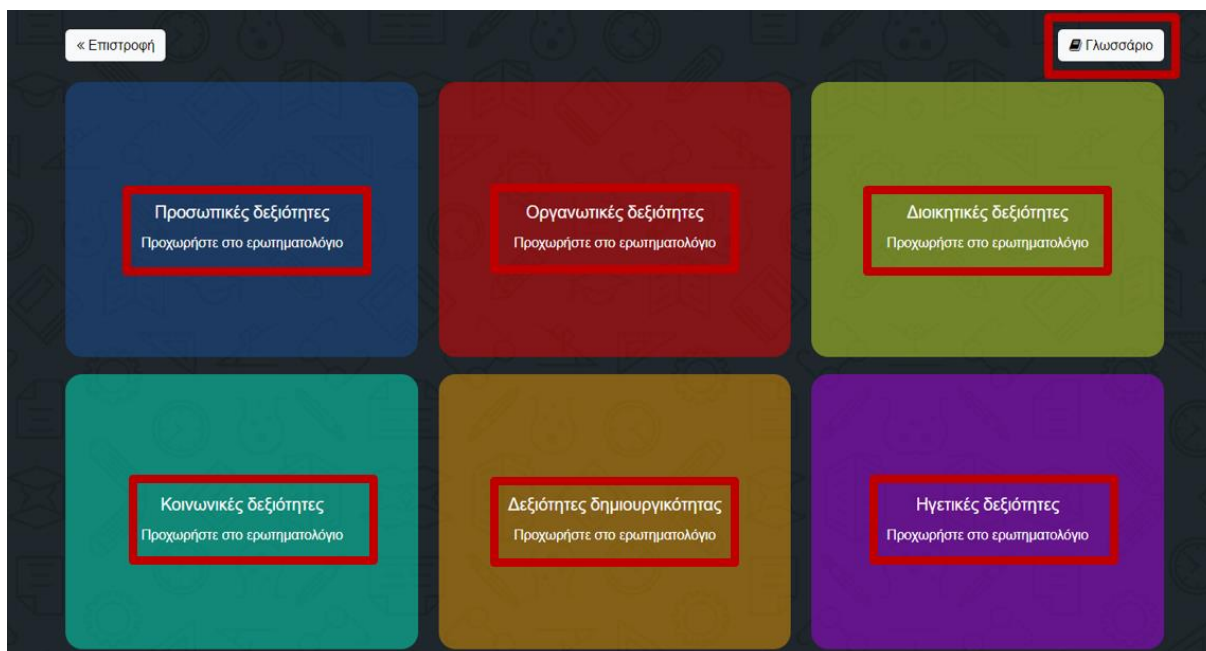 « Επιστροφή
Γλωσσάριο
Προσωπικές δεξιότητες
Προχωρήστε στο ερωτηματολόγιο
Οργανωτικές δεξιότητες
Προχωρήστε στο ερωτηματολόγιο
Διοικητικές δεξιότητες
Προχωρήστε στο ερωτηματολόγιο
Κοινωνικές δεξιότητες
Προχωρήστε στο ερωτηματολόγιο
Δεξιότητες δημιουργικότητας
Προχωρήστε στο ερωτηματολόγιο
Ηγετικές δεξιότητες
Προχωρήστε στο ερωτηματολόγιο